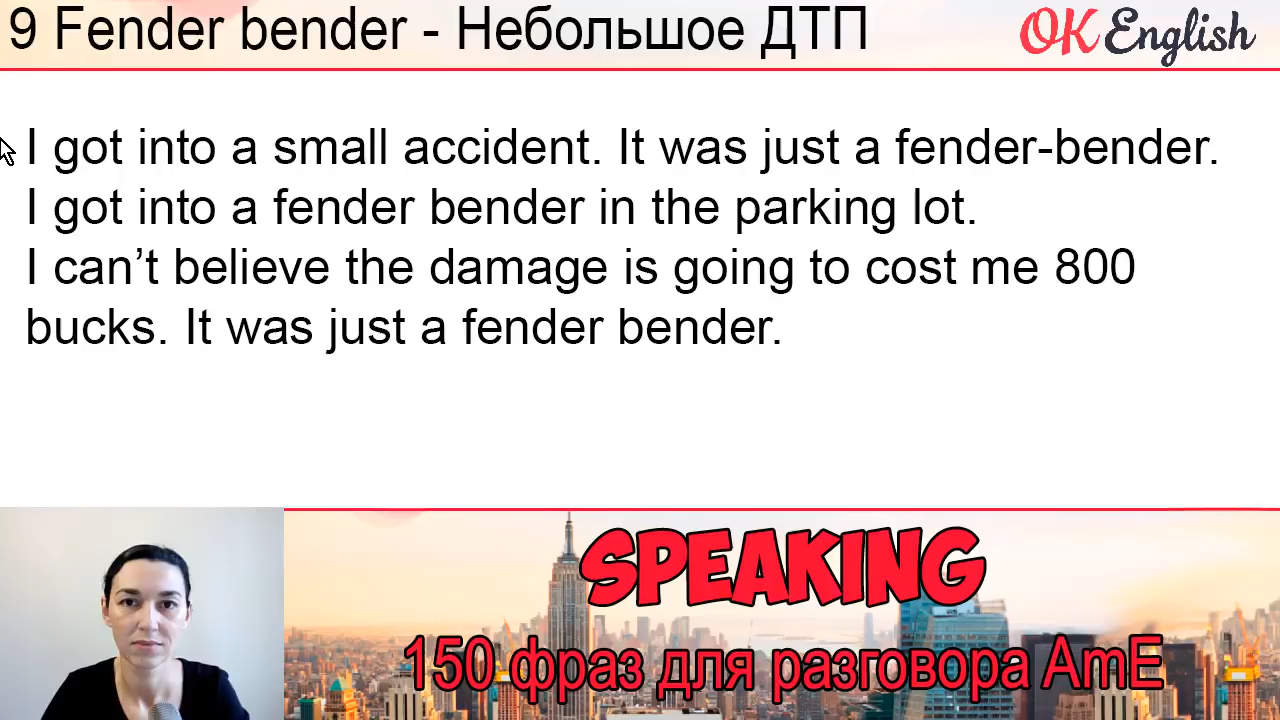 9 Fender bender - Небольшое ДТП
OK English
I got into a small accident. It was just a fender-bender.
I got into a fender bender in the parking lot.
I can’t believe the damage is going to cost me 800
bucks. It was just a fender bender.
SPEAKING
150 фраз для разговора AmE